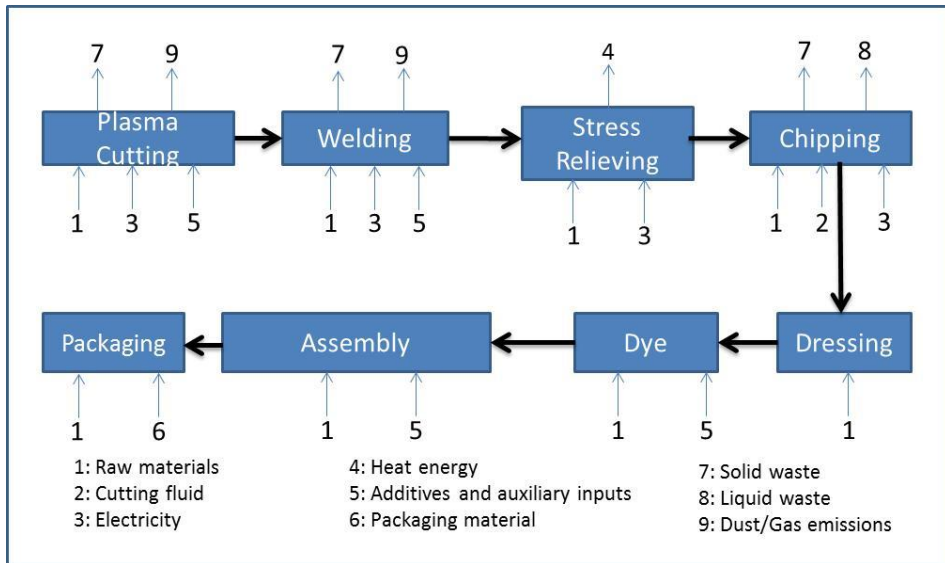 7 9 7 9 4 7 8
Plasma Cutting
Welding
Stress Relieving
Chipping
1 3 5 1 3 5 1 3 1 2 3
Packaging
Assembly
Dye
Dressing
1 6 1 5 1 5 1
1: Raw materials
2: Cutting fluid
3: Electricity
4: Heat energy
5: Additives and auxiliary inputs
6: Packaging material
7: Solid waste
8: Liquid waste
9: Dust/Gas emissions